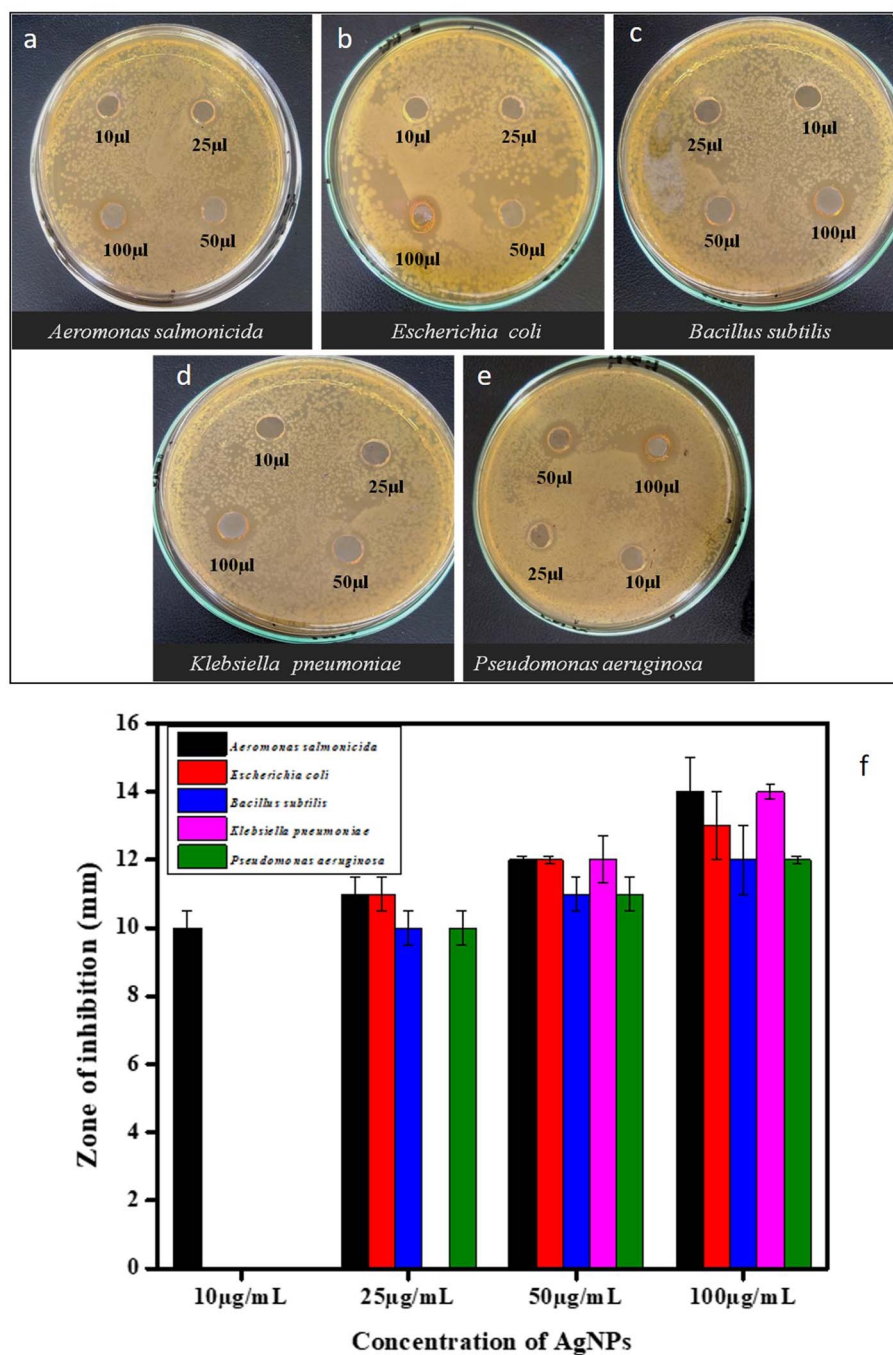 a
10µl
25µl
100µl
50µl
Aeromonas salmonicida
b
10µl
25µl
100µl
50µl
Escherichia coli
c
25µl
10µl
50µl
100µl
Bacillus subtilis
d
10µl
25µl
100µl
50µl
Klebsiella pneumoniae
e
50µl
100µl
25µl
10µl
Pseudomonas aeruginosa
f
16
14
12
10
8
6
4
2
0
Zone of inhibition (mm)
Aeromonas salmonicida
Escherichia coli
Bacillus subrilis
Klebsiella pneumoniae
Pseudomonas aeruginosa
10µg/mL
25µg/mL
50µg/mL
100µg/mL
Concentration of AgNPs